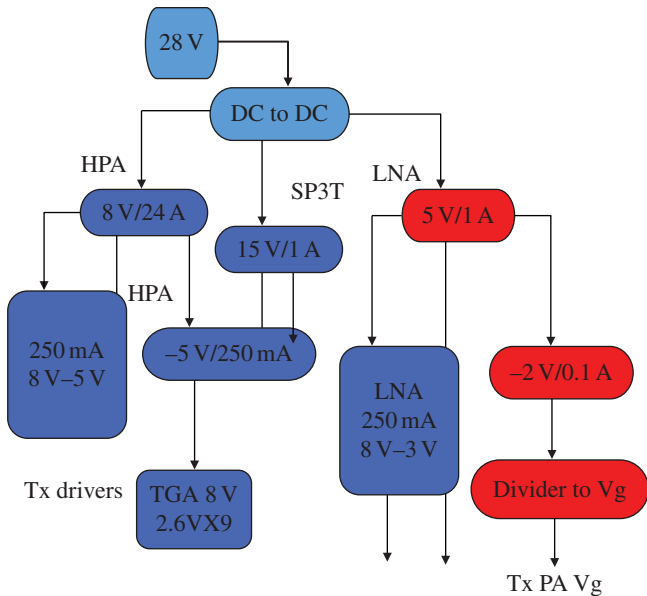 28 V
DC to DC
HPA
SP3T
LNA
8 V/24 A
5 V/1 A
15 V/1 A
HPA
250 mA
8 V–5 V
–5 V/250 mA
LNA
250 mA
8 V–3 V
–2 V/0.1 A
Tx drivers
TGA 8 V
2.6VX9
Divider to Vg
Tx PA Vg